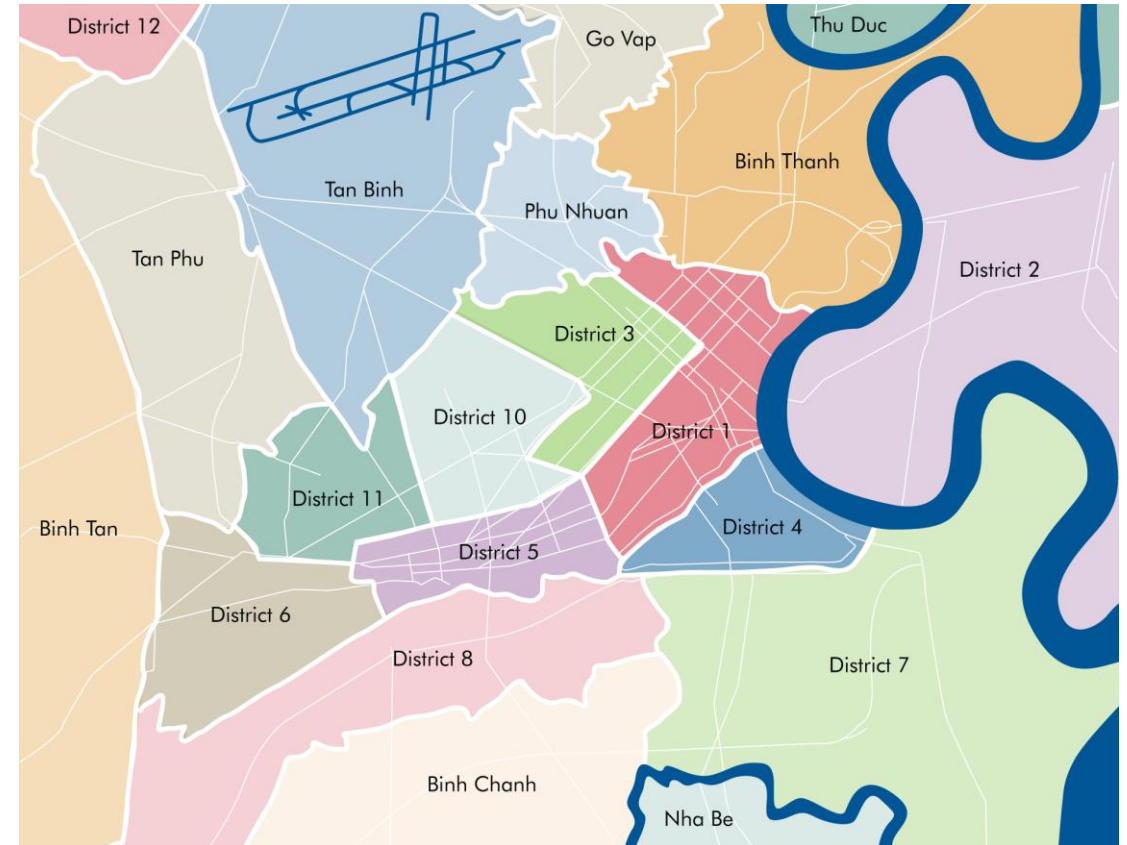 District 12
Go Vap
Thu Duc
Binh Thanh
Tan Binh
Phu Nhuan
Tan Phu
District 2
District 3
District 10
District 1
District 11
Binh Tan
District 4
District 5
District 6
District 8
District 7
Binh Chanh
Nha Be